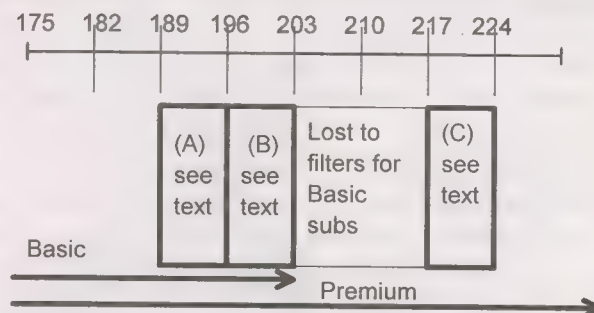 175 182 189 196 203 210 217 224
(A)
see
text
(B)
see
text
Lost to
filters for
Basic
subs
(C)
see
text
Basic
Premium